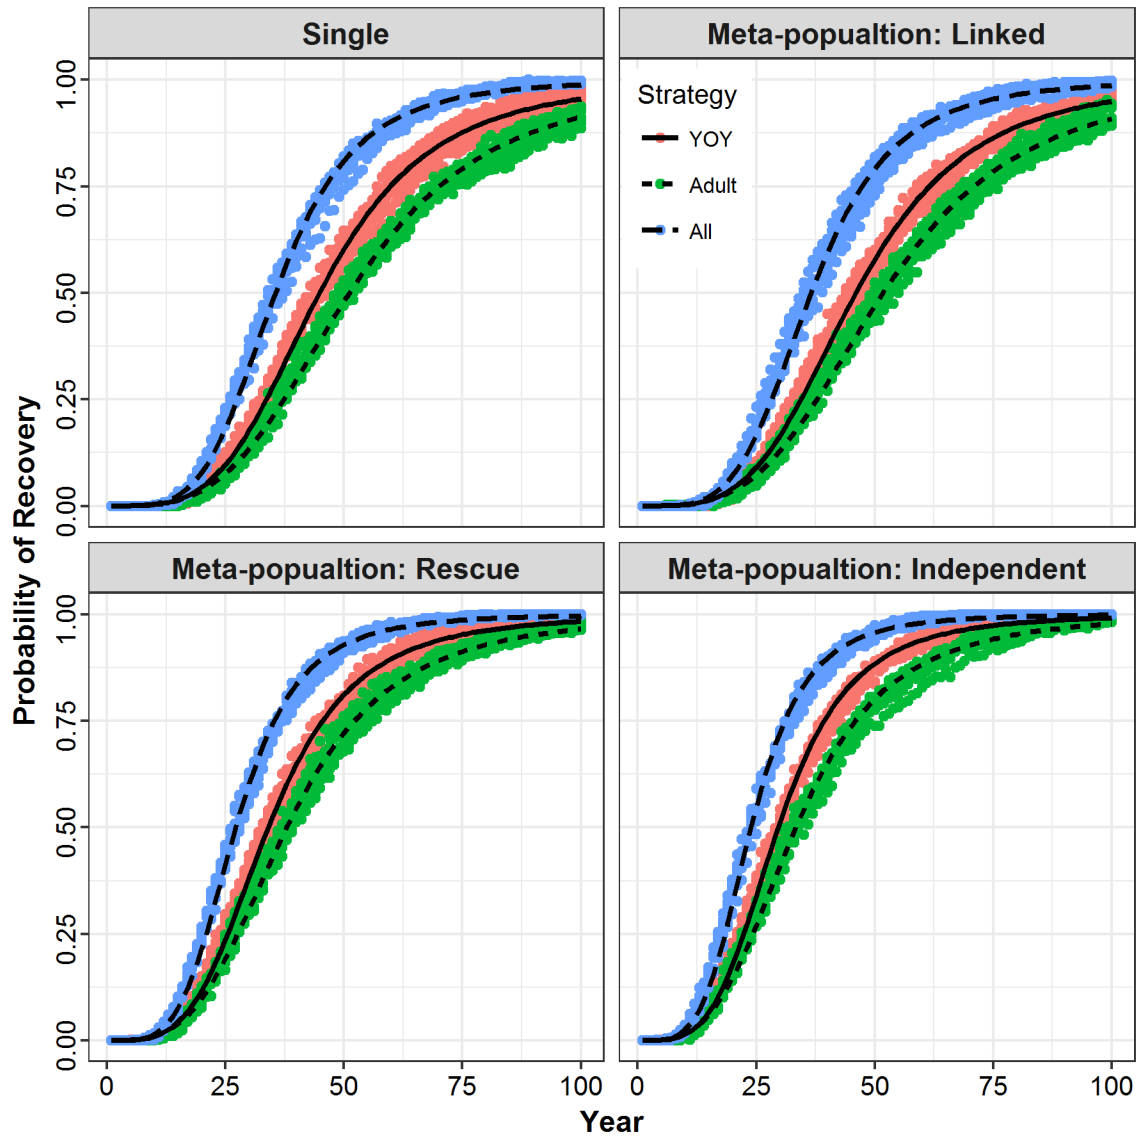 Single
Meta-popualtion: Linked
Strategy
YOY
Adult
All
1.00
0.75
0.50
0.25
0.00
Meta-popualtion: Rescue
Meta-popualtion: Independent
1.00
0.75
0.50
0.25
0.00
0 25 50 75 100
0 25 50 75 100
Probability of Recovery
Year